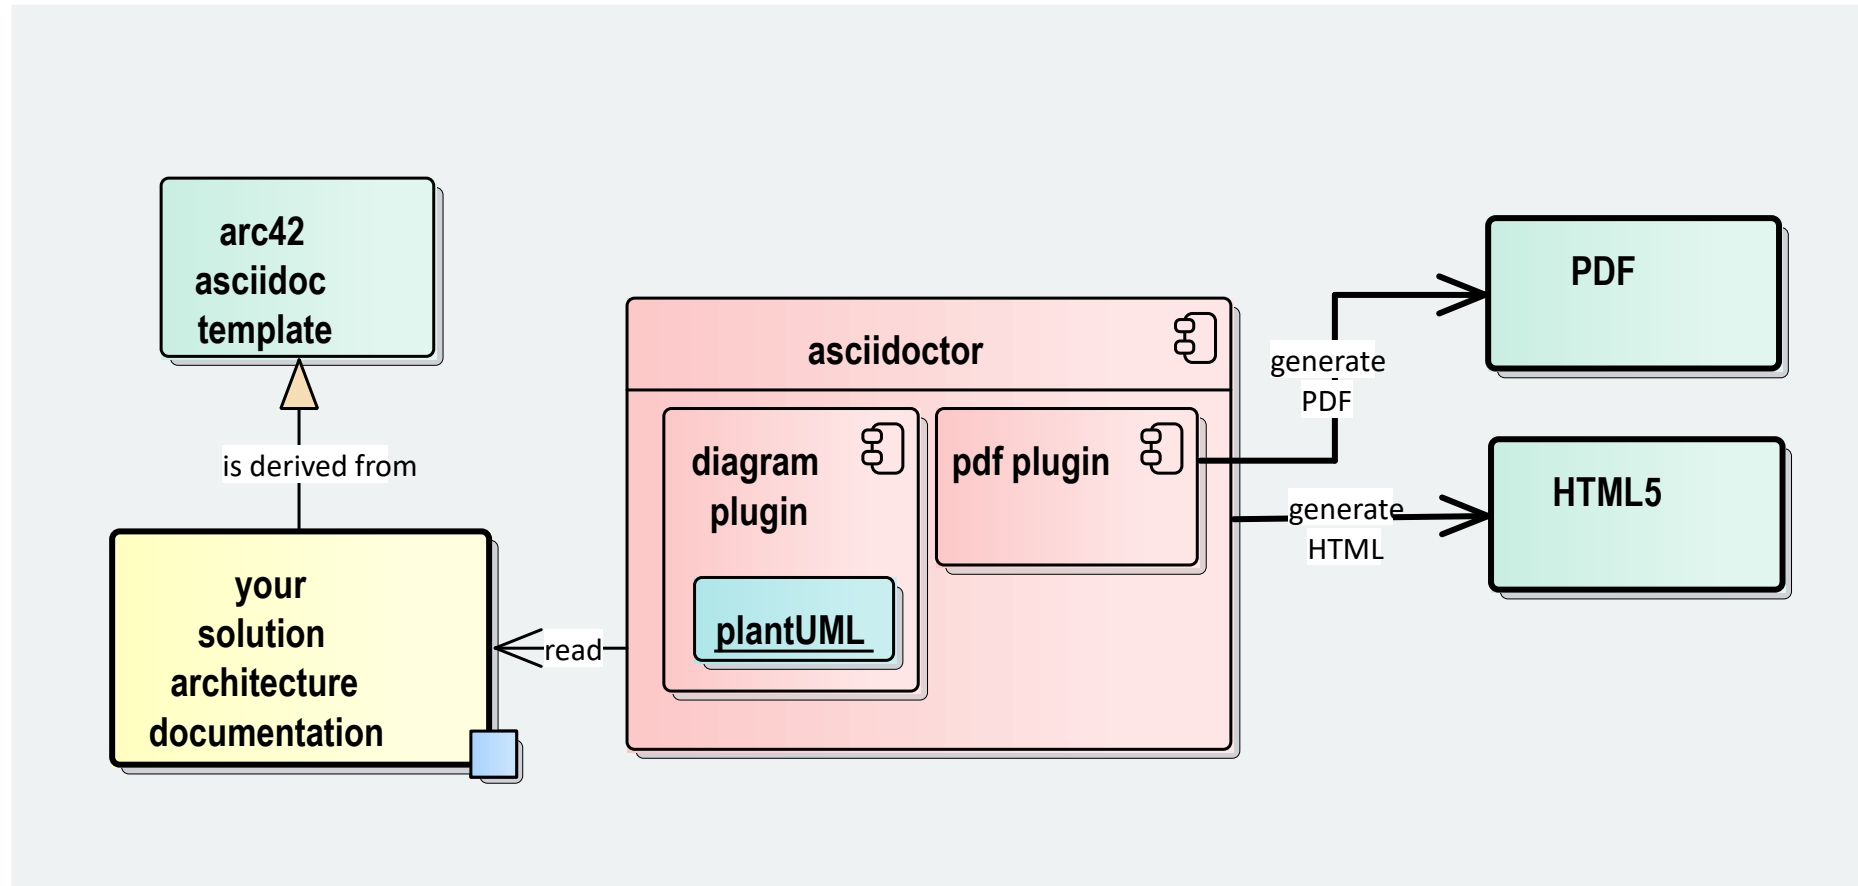 arc42
asciidoc
template
is derived from
your
solution
architecture
documentation
read
asciidoctor
diagram
plugin
plantUML
pdf plugin
generate
PDF
generate
HTML
PDF
HTML5